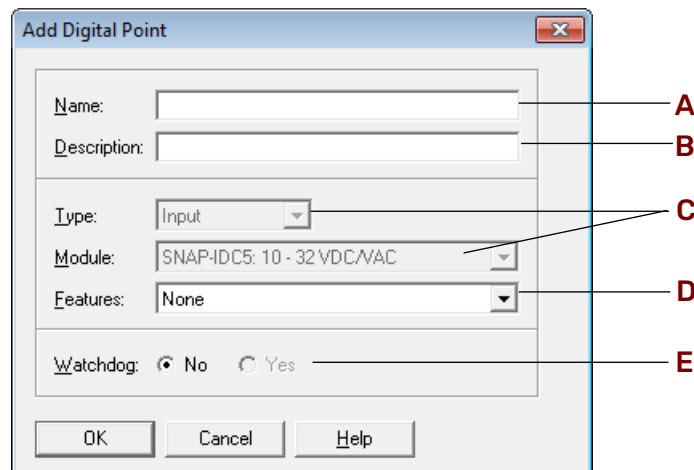 Add Digital Point
Name: A
Description: B
Type: Input C
Module: SNAP-IDC5: 10 - 32 VDC/VAC
Features: None D
Watchdog: No Yes E
OK Cancel Help